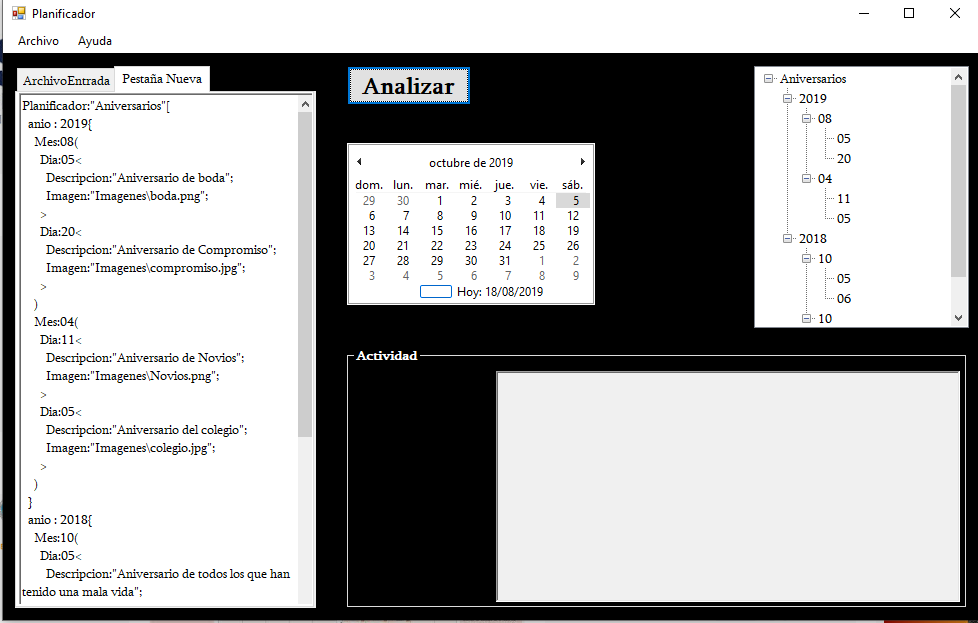 Planificador
Archivo Ayuda
ArchivoEntrada Pestaña Nueva
Planificador:"Aniversarios"[
anio : 2019{
Mes:08(
Dia:05<
Descripcion:"Aniversario de boda";
Imagen:"Imagenes\boda.png";
>
Dia:20<
Descripcion:"Aniversario de Compromiso";
Imagen:"Imagenes\compromiso.jpg";
>
)
Mes:04(
Dia:11<
Descripcion:"Aniversario de Novios";
Imagen:"Imagenes\Novios.png";
>
Dia:05<
Descripcion:"Aniversario del colegio";
Imagen:"Imagenes\colegio.jpg";
>
)
}
anio : 2018{
Mes:10(
Dia:05<
Descripcion:"Aniversario de todos los que han
tenido una mala vida";
Analizar
octubre de 2019
dom. lun. mar. mié. jue. vie. sáb.
29 30 1 2 3 4 5
6 7 8 9 10 11 12
13 14 15 16 17 18 19
20 21 22 23 24 25 26
27 28 29 30 31 1 2
3 4 5 6 7 8 9
Hoy: 18/08/2019
Aniversarios
2019
08
05
20
04
11
05
2018
10
05
06
10
Actividad